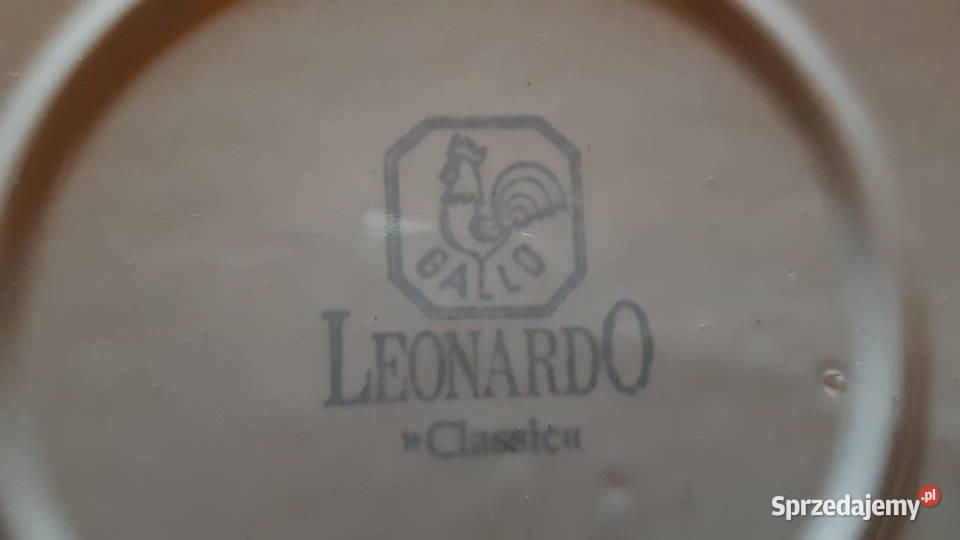 GALLO
LEONARDO
»Classic«
Sprzedajemy.pl